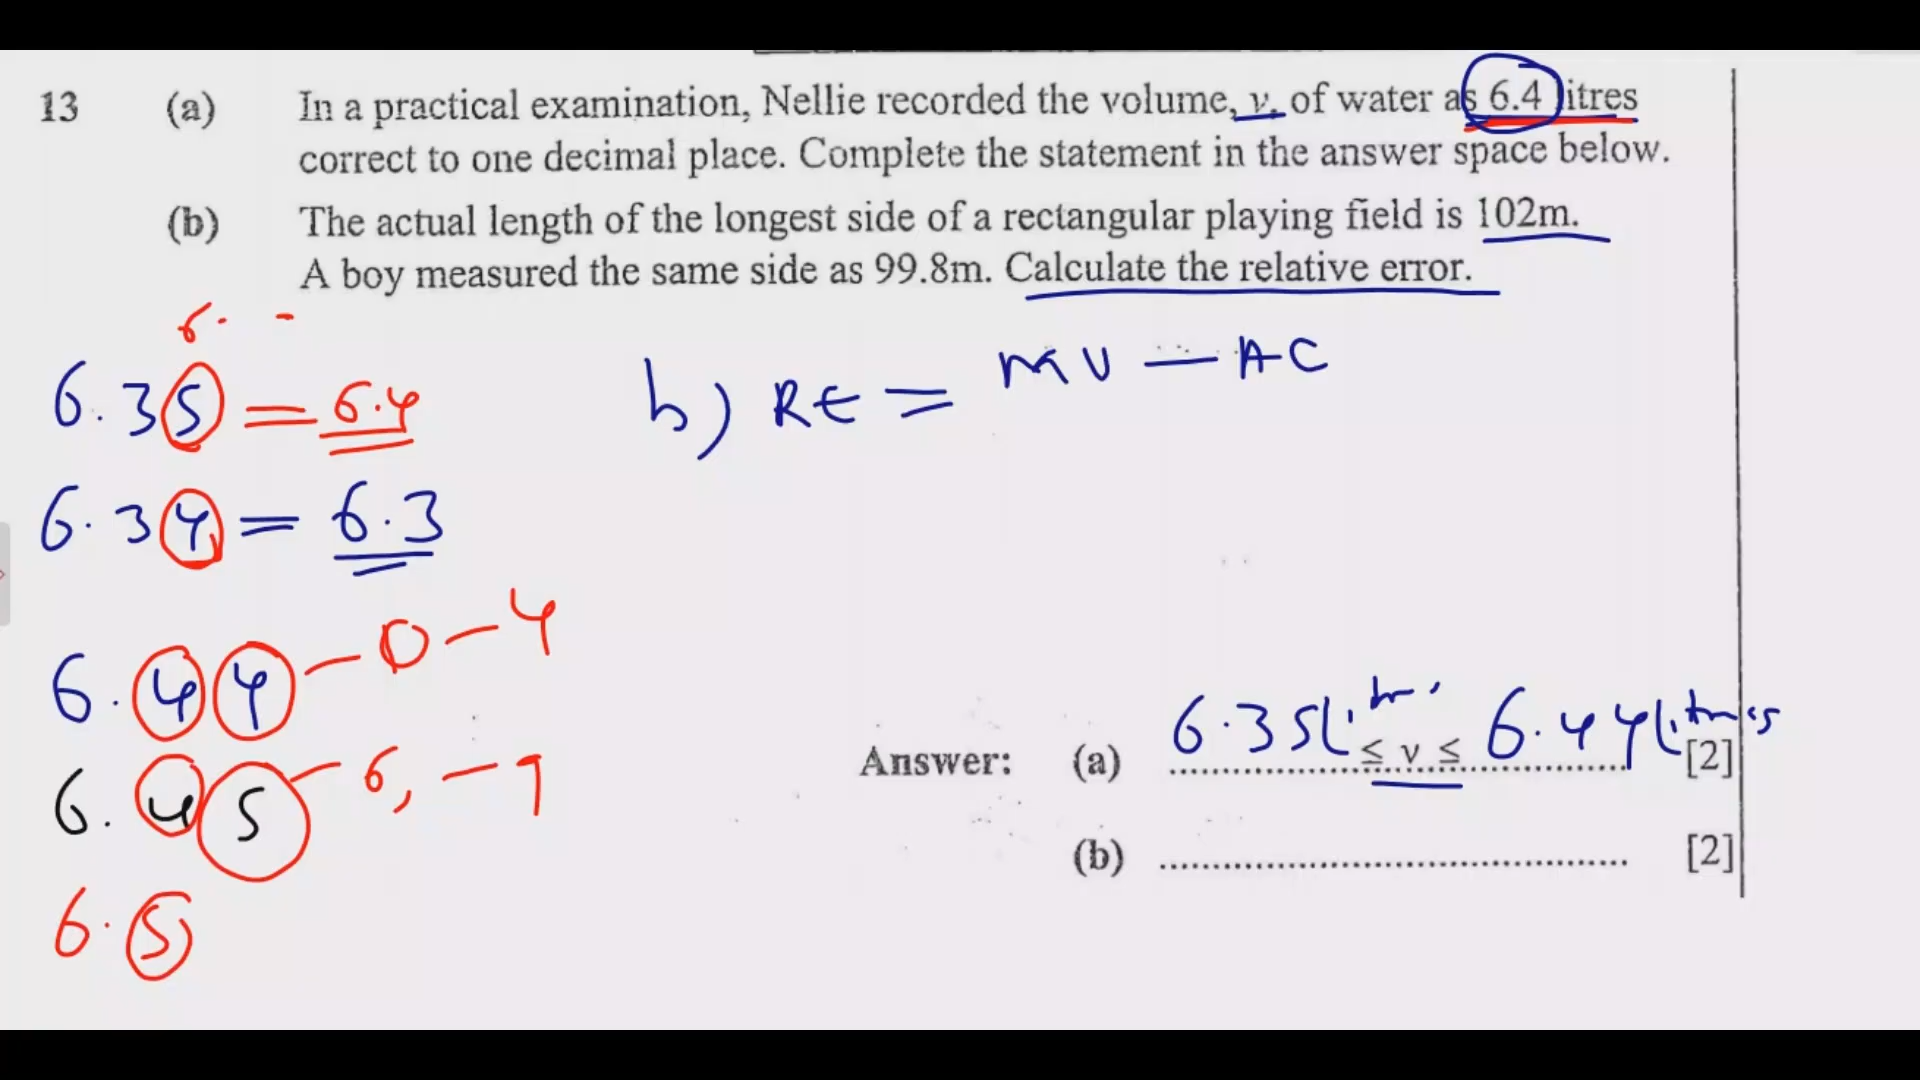 13 (a) In a practical examination, Nellie recorded the volume, v, of water as 6.4 litres
correct to one decimal place. Complete the statement in the answer space below.
(b) The actual length of the longest side of a rectangular playing field is 102m.
A boy measured the same side as 99.8m. Calculate the relative error.
6.35 = 6.4
6.34 = 6.3
6.44 – 0 – 4
6.45 – 6, – 9
6.5
b) RE = MV – AC
Answer: (a) 6.35 litres ≤ v ≤ 6.44 litres [2]
(b) [2]